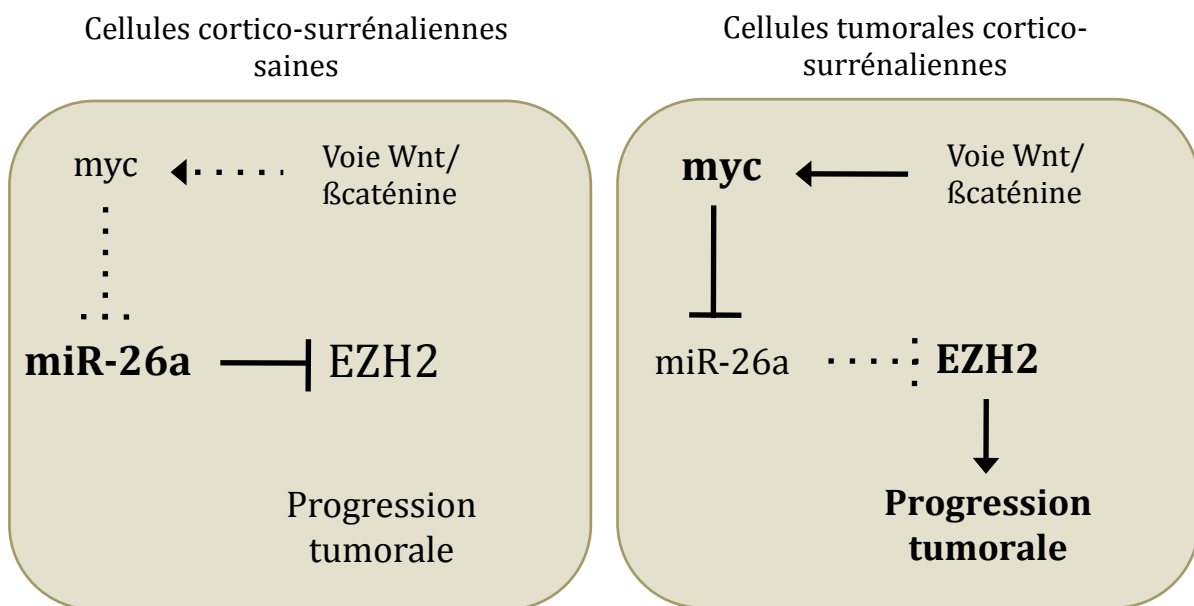 Cellules cortico-surrénaliennes
saines
myc
Voie Wnt/
ßcaténine
miR-26a
EZH2
Progression
tumorale
Cellules tumorales cortico-
surrénaliennes
myc
Voie Wnt/
ßcaténine
miR-26a
EZH2
Progression
tumorale